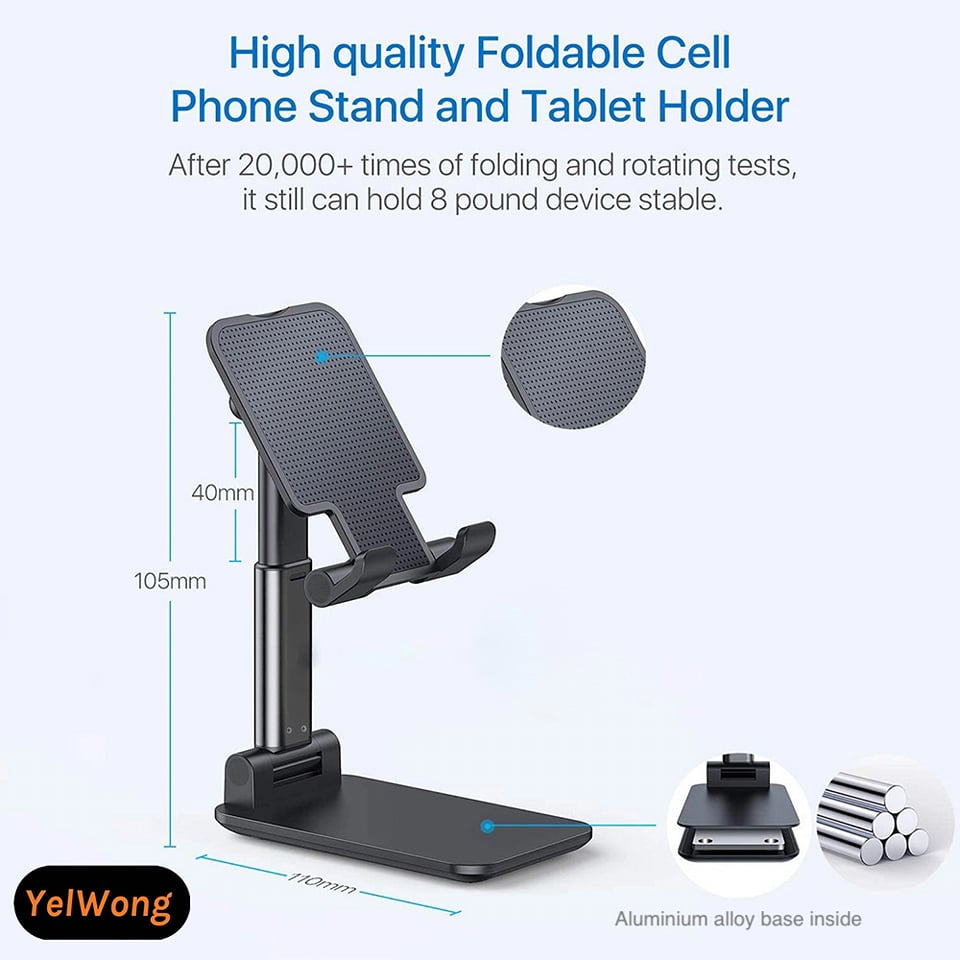 High quality Foldable Cell
Phone Stand and Tablet Holder
After 20,000+ times of folding and rotating tests,
it still can hold 8 pound device stable.
40mm
105mm
110mm
YelWong
Aluminium alloy base inside